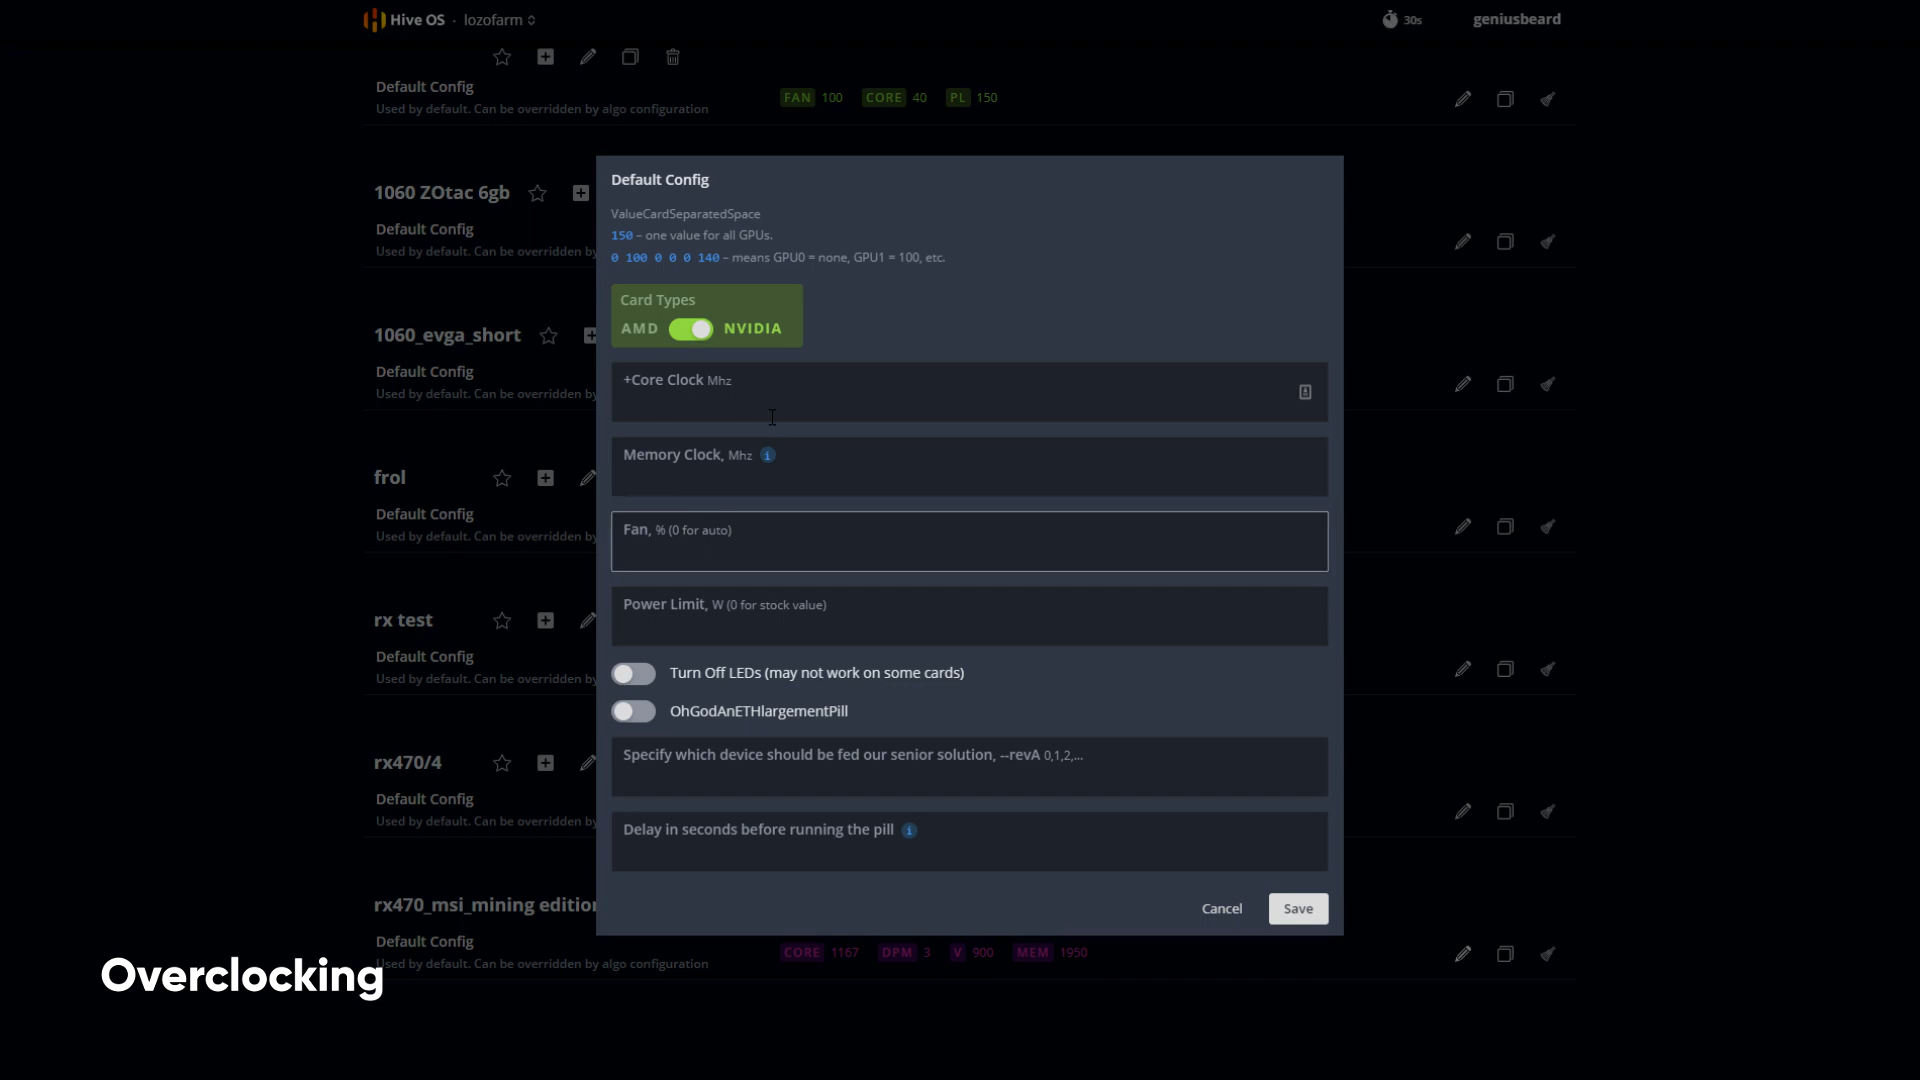 Hive OS · lozofarm
30s
geniusbeard
Default Config
Used by default. Can be overridden by algo configuration
FAN 100 CORE 40 PL 150
1060 ZOtac 6gb
Default Config
Used by default. Can be overridden by
1060_evga_short
Default Config
Used by default. Can be overridden by
frol
Default Config
Used by default. Can be overridden by
rx test
Default Config
Used by default. Can be overridden by
rx470/4
Default Config
Used by default. Can be overridden by
rx470_msi_mining edition
Default Config
Used by default. Can be overridden by algo configuration
CORE 1167 DPM 3 V 900 MEM 1950
Default Config
ValueCardSeparatedSpace
150 – one value for all GPUs.
0 100 0 0 0 140 – means GPU0 = none, GPU1 = 100, etc.
Card Types
AMD NVIDIA
+Core Clock Mhz
Memory Clock, Mhz
Fan, % (0 for auto)
Power Limit, W (0 for stock value)
Turn Off LEDs (may not work on some cards)
OhGodAnETHlargementPill
Specify which device should be fed our senior solution, --revA 0,1,2,...
Delay in seconds before running the pill
Cancel
Save
Overclocking